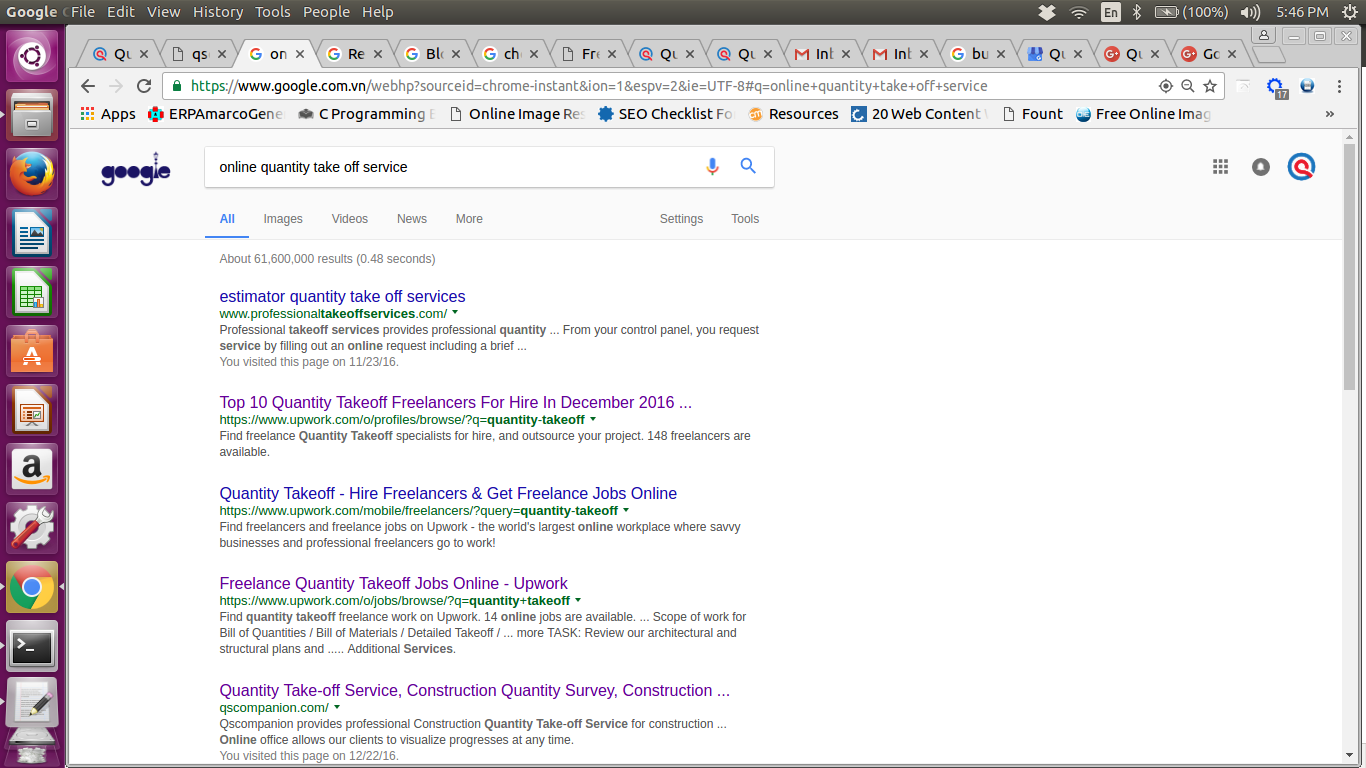 Google C File Edit View History Tools People Help
En (100%) 5:46 PM
Qu qs on Re Blo ch Fre Qu Qu Inb Inb bu Qu Qu Go
https://www.google.com.vn/webhp?sourceid=chrome-instant&ion=1&espv=2&ie=UTF-8#q=online+quantity+take+off+service
17
Apps ERPAmarcoGene C Programming E Online Image Res SEO Checklist Fo Resources 20 Web Content Fount Free Online Imag »
google
online quantity take off service
All Images Videos News More Settings Tools
About 61,600,000 results (0.48 seconds)
estimator quantity take off services
www.professionaltakeoffservices.com/
Professional takeoff services provides professional quantity ... From your control panel, you request
service by filling out an online request including a brief ...
You visited this page on 11/23/16.
Top 10 Quantity Takeoff Freelancers For Hire In December 2016 ...
https://www.upwork.com/o/profiles/browse/?q=quantity-takeoff
Find freelance Quantity Takeoff specialists for hire, and outsource your project. 148 freelancers are
available.
Quantity Takeoff - Hire Freelancers & Get Freelance Jobs Online
https://www.upwork.com/mobile/freelancers/?query=quantity-takeoff
Find freelancers and freelance jobs on Upwork - the world's largest online workplace where savvy
businesses and professional freelancers go to work!
Freelance Quantity Takeoff Jobs Online - Upwork
https://www.upwork.com/o/jobs/browse/?q=quantity+takeoff
Find quantity takeoff freelance work on Upwork. 14 online jobs are available. ... Scope of work for
Bill of Quantities / Bill of Materials / Detailed Takeoff / ... more TASK: Review our architectural and
structural plans and ..... Additional Services.
Quantity Take-off Service, Construction Quantity Survey, Construction ...
qscompanion.com/
Qscompanion provides professional Construction Quantity Take-off Service for construction ...
Online office allows our clients to visualize progresses at any time.
You visited this page on 12/22/16.